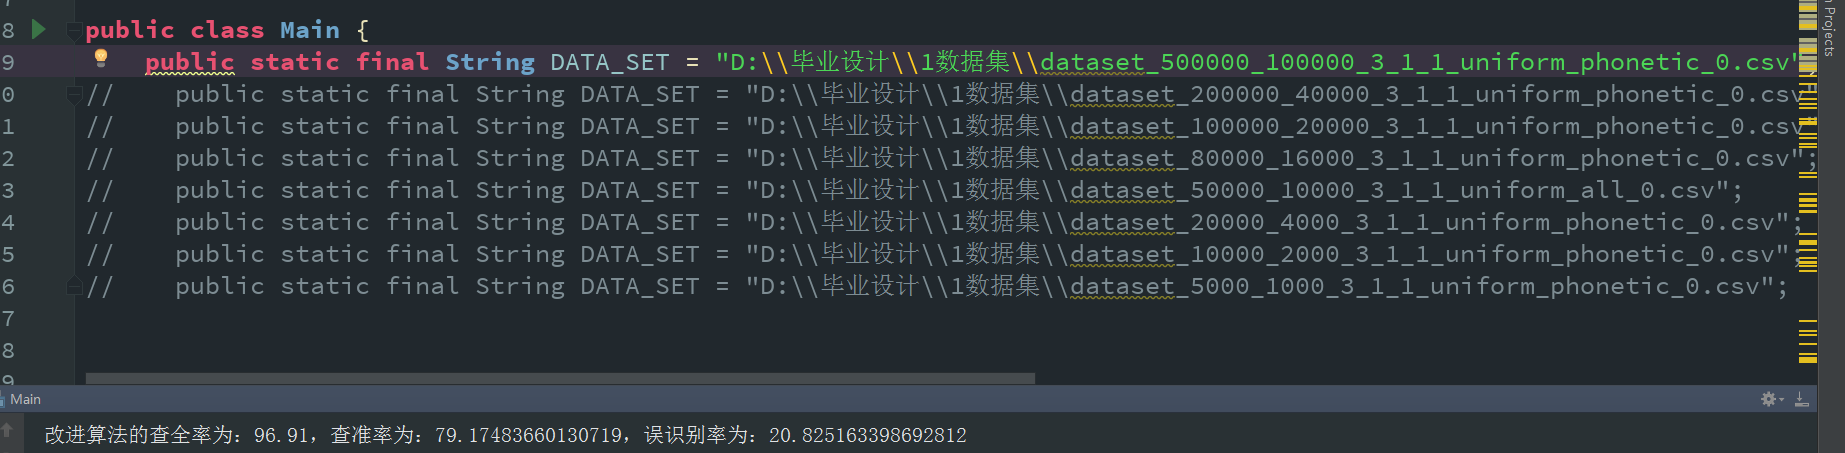 8 public class Main {
9 public static final String DATA_SET = "D:\\毕业设计\\1数据集\\dataset_500000_100000_3_1_1_uniform_phonetic_0.csv";
0 // public static final String DATA_SET = "D:\\毕业设计\\1数据集\\dataset_200000_40000_3_1_1_uniform_phonetic_0.csv"
1 // public static final String DATA_SET = "D:\\毕业设计\\1数据集\\dataset_100000_20000_3_1_1_uniform_phonetic_0.csv"
2 // public static final String DATA_SET = "D:\\毕业设计\\1数据集\\dataset_80000_16000_3_1_1_uniform_phonetic_0.csv";
3 // public static final String DATA_SET = "D:\\毕业设计\\1数据集\\dataset_50000_10000_3_1_1_uniform_all_0.csv";
4 // public static final String DATA_SET = "D:\\毕业设计\\1数据集\\dataset_20000_4000_3_1_1_uniform_phonetic_0.csv";
5 // public static final String DATA_SET = "D:\\毕业设计\\1数据集\\dataset_10000_2000_3_1_1_uniform_phonetic_0.csv";
6 // public static final String DATA_SET = "D:\\毕业设计\\1数据集\\dataset_5000_1000_3_1_1_uniform_phonetic_0.csv";
7
8
9
Main
改进算法的查全率为: 96.91, 查准率为: 79.17483660130719, 误识别率为: 20.825163398692812
Projects